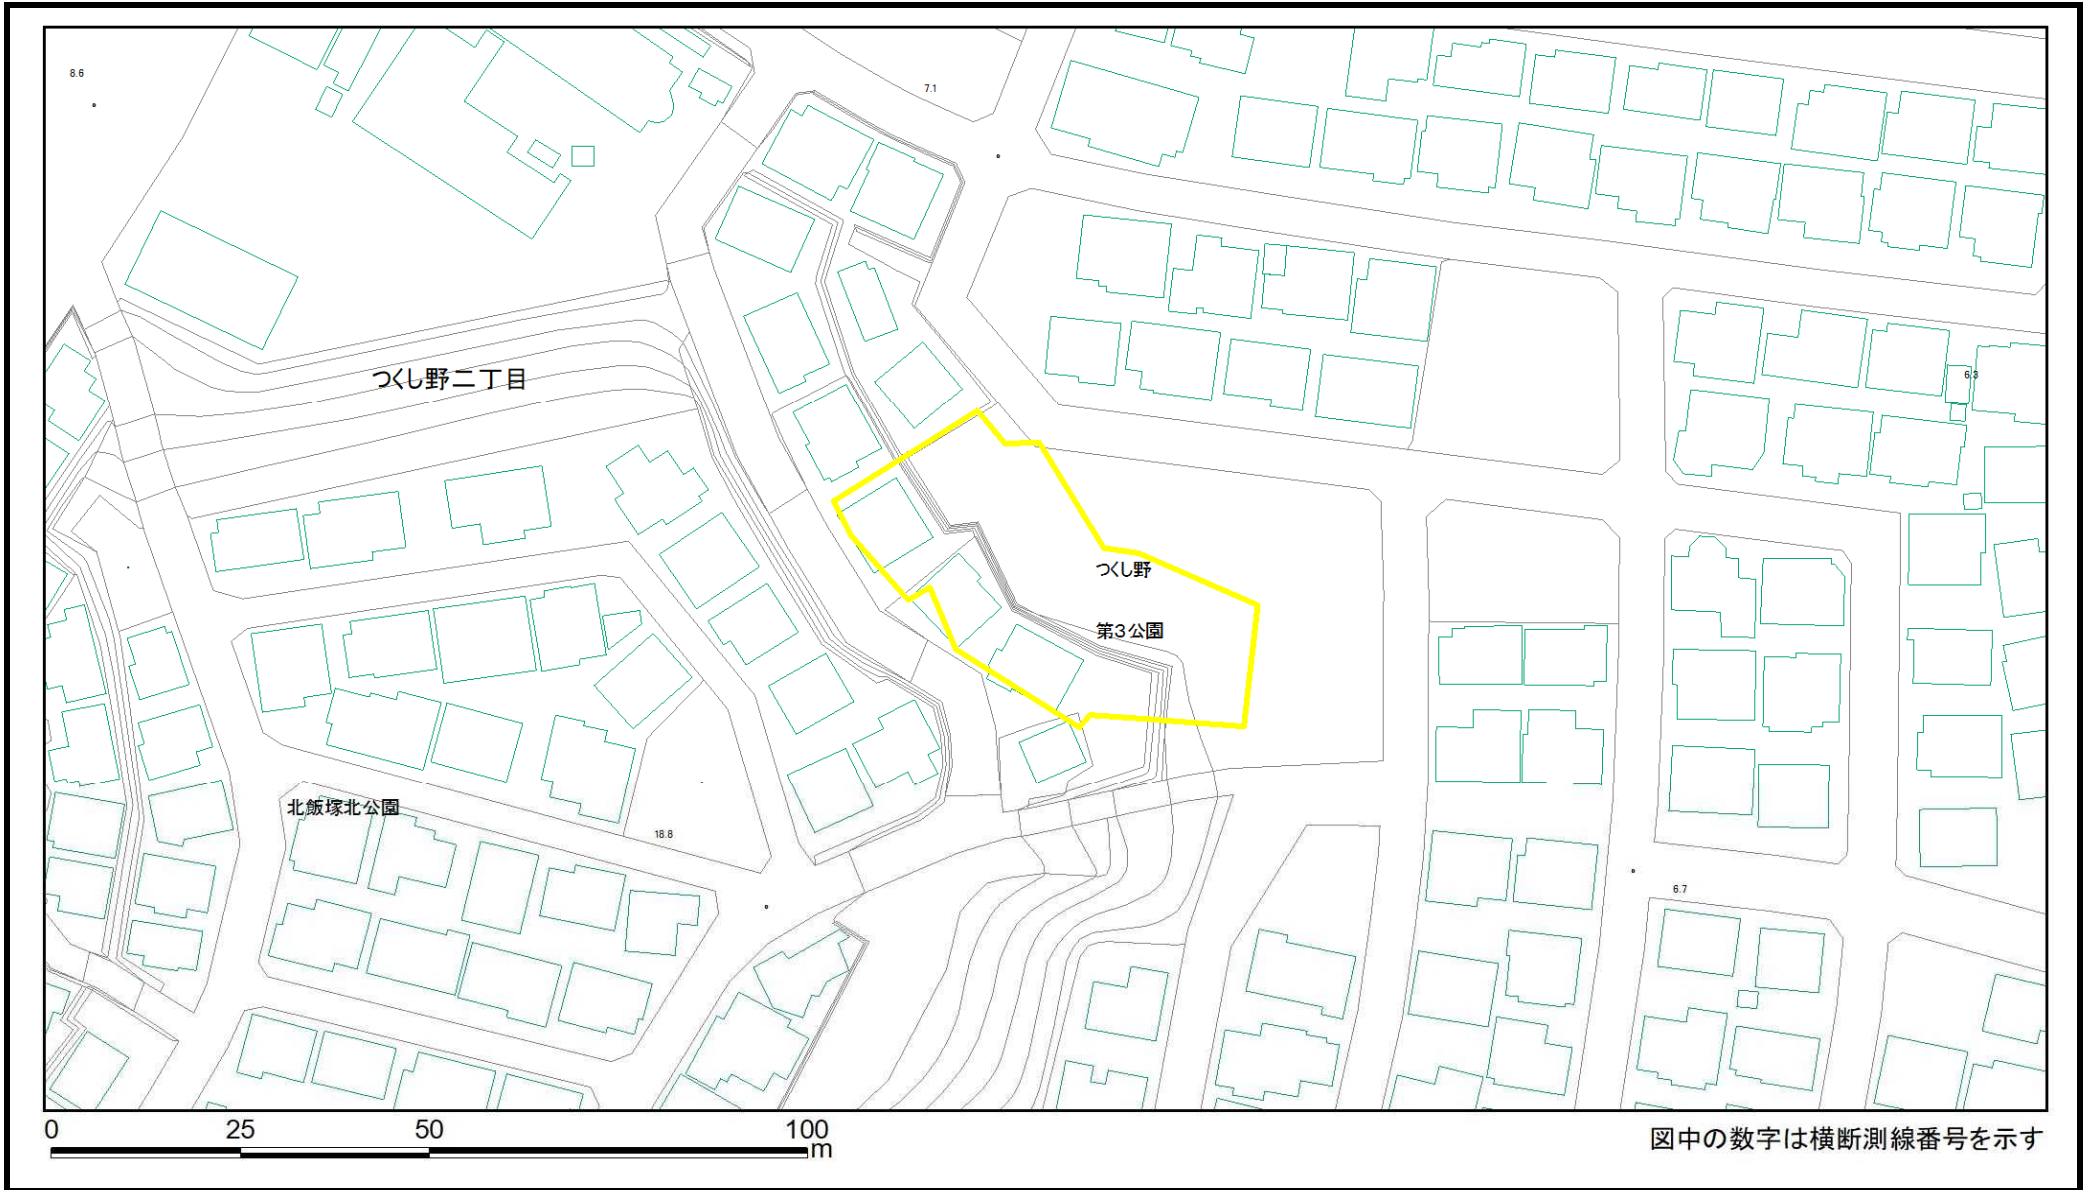 8.6
7.1
つくし野二丁目
6.3
つくし野
第3公園
北飯塚北公園
18.8
6.7
0 25 50 100
m
図中の数字は横断測線番号を示す